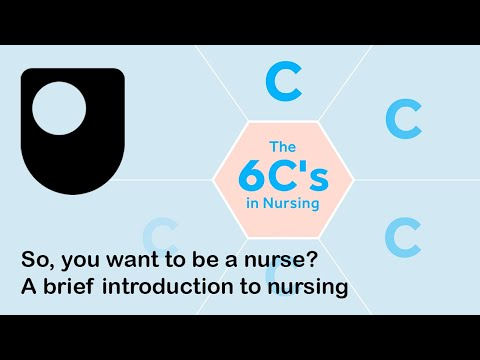 C
C
The
6C's
in Nursing
C
C
So, you want to be a nurse?
A brief introduction to nursing